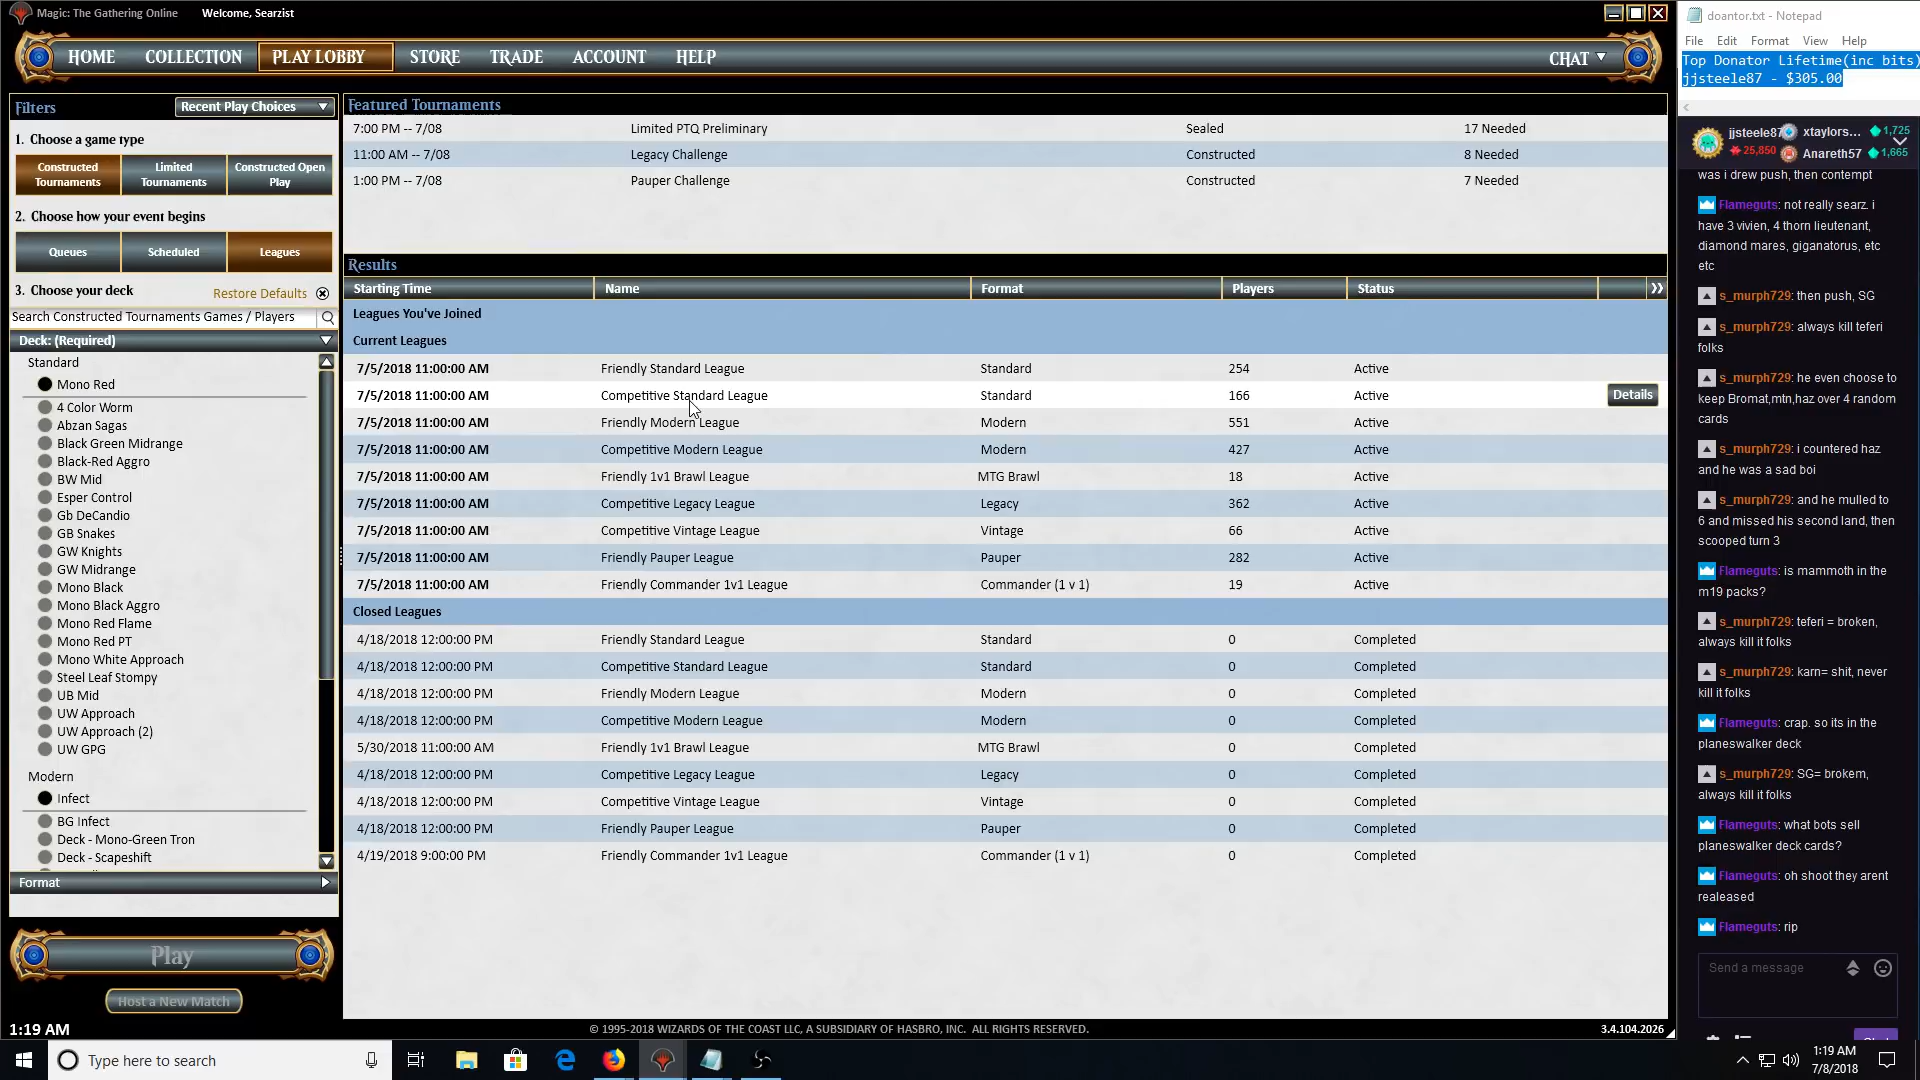 Magic: The Gathering Online Welcome, Searzist
HOME COLLECTION PLAY LOBBY STORE TRADE ACCOUNT HELP CHAT
Filters Recent Play Choices
1. Choose a game type
Constructed Tournaments
Limited Tournaments
Constructed Open Play
2. Choose how your event begins
Queues Scheduled Leagues
3. Choose your deck Restore Defaults
Search Constructed Tournaments Games / Players
Deck: (Required)
Standard
Mono Red
4 Color Worm
Abzan Sagas
Black Green Midrange
Black-Red Aggro
BW Mid
Esper Control
Gb DeCandio
GB Snakes
GW Knights
GW Midrange
Mono Black
Mono Black Aggro
Mono Red Flame
Mono Red PT
Mono White Approach
Steel Leaf Stompy
UB Mid
UW Approach
UW Approach (2)
UW GPG
Modern
Infect
BG Infect
Deck - Mono-Green Tron
Deck - Scapeshift
Format
Play
Host a New Match
1:19 AM
Featured Tournaments
7:00 PM -- 7/08 Limited PTQ Preliminary Sealed 17 Needed
11:00 AM -- 7/08 Legacy Challenge Constructed 8 Needed
1:00 PM -- 7/08 Pauper Challenge Constructed 7 Needed
Results
Starting Time Name Format Players Status
Leagues You've Joined
Current Leagues
7/5/2018 11:00:00 AM Friendly Standard League Standard 254 Active
7/5/2018 11:00:00 AM Competitive Standard League Standard 166 Active Details
7/5/2018 11:00:00 AM Friendly Modern League Modern 551 Active
7/5/2018 11:00:00 AM Competitive Modern League Modern 427 Active
7/5/2018 11:00:00 AM Friendly 1v1 Brawl League MTG Brawl 18 Active
7/5/2018 11:00:00 AM Competitive Legacy League Legacy 362 Active
7/5/2018 11:00:00 AM Competitive Vintage League Vintage 66 Active
7/5/2018 11:00:00 AM Friendly Pauper League Pauper 282 Active
7/5/2018 11:00:00 AM Friendly Commander 1v1 League Commander (1 v 1) 19 Active
Closed Leagues
4/18/2018 12:00:00 PM Friendly Standard League Standard 0 Completed
4/18/2018 12:00:00 PM Competitive Standard League Standard 0 Completed
4/18/2018 12:00:00 PM Friendly Modern League Modern 0 Completed
4/18/2018 12:00:00 PM Competitive Modern League Modern 0 Completed
5/30/2018 11:00:00 AM Friendly 1v1 Brawl League MTG Brawl 0 Completed
4/18/2018 12:00:00 PM Competitive Legacy League Legacy 0 Completed
4/18/2018 12:00:00 PM Competitive Vintage League Vintage 0 Completed
4/18/2018 12:00:00 PM Friendly Pauper League Pauper 0 Completed
4/19/2018 9:00:00 PM Friendly Commander 1v1 League Commander (1 v 1) 0 Completed
© 1995-2018 WIZARDS OF THE COAST LLC, A SUBSIDIARY OF HASBRO, INC. ALL RIGHTS RESERVED. 3.4.104.2026
doantor.txt - Notepad
File Edit Format View Help
Top Donator Lifetime(inc bits)
jjsteele87 - $305.00
jjsteele87 xtaylors... 1,725
25,850 Anareth57 1,665
was i drew push, then contempt
Flameguts: not really searz. i
have 3 vivien, 4 thorn lieutenant,
diamond mares, giganatorus, etc
etc
s_murph729: then push, SG
s_murph729: always kill teferi
folks
s_murph729: he even choose to
keep Bromat,mtn,haz over 4 random
cards
s_murph729: i countered haz
and he was a sad boi
s_murph729: and he mulled to
6 and missed his second land, then
scooped turn 3
Flameguts: is mammoth in the
m19 packs?
s_murph729: teferi = broken,
always kill it folks
s_murph729: karn= shit, never
kill it folks
Flameguts: crap. so its in the
planeswalker deck
s_murph729: SG= brokem,
always kill it folks
Flameguts: what bots sell
planeswalker deck cards?
Flameguts: oh shoot they arent
realeased
Flameguts: rip
Send a message
Type here to search
1:19 AM
7/8/2018